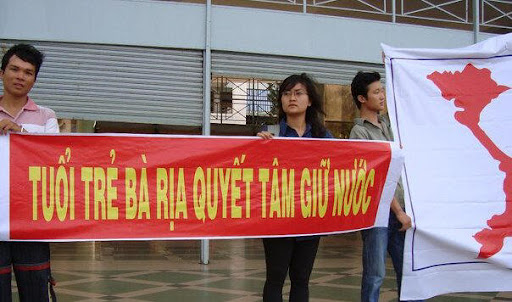 TUỔI TRẺ BÀ RỊA QUYẾT TÂM GIỮ NƯỚC